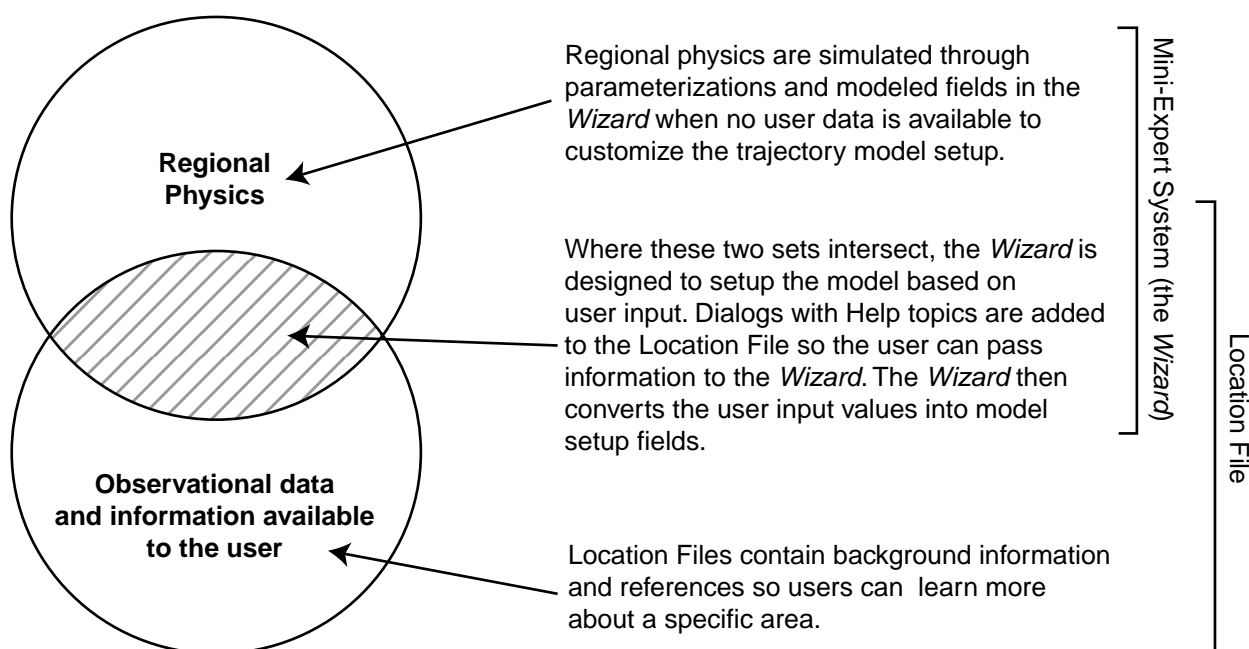 Regional physics are simulated through
parameterizations and modeled fields in the
Wizard when no user data is available to
customize the trajectory model setup.
Regional
Physics
Where these two sets intersect, the Wizard is
designed to setup the model based on
user input. Dialogs with Help topics are added
to the Location File so the user can pass
information to the Wizard. The Wizard then
converts the user input values into model
setup fields.
Observational data
and information available
to the user
Location Files contain background information
and references so users can learn more
about a specific area.
Mini-Expert System (the Wizard)
Location File